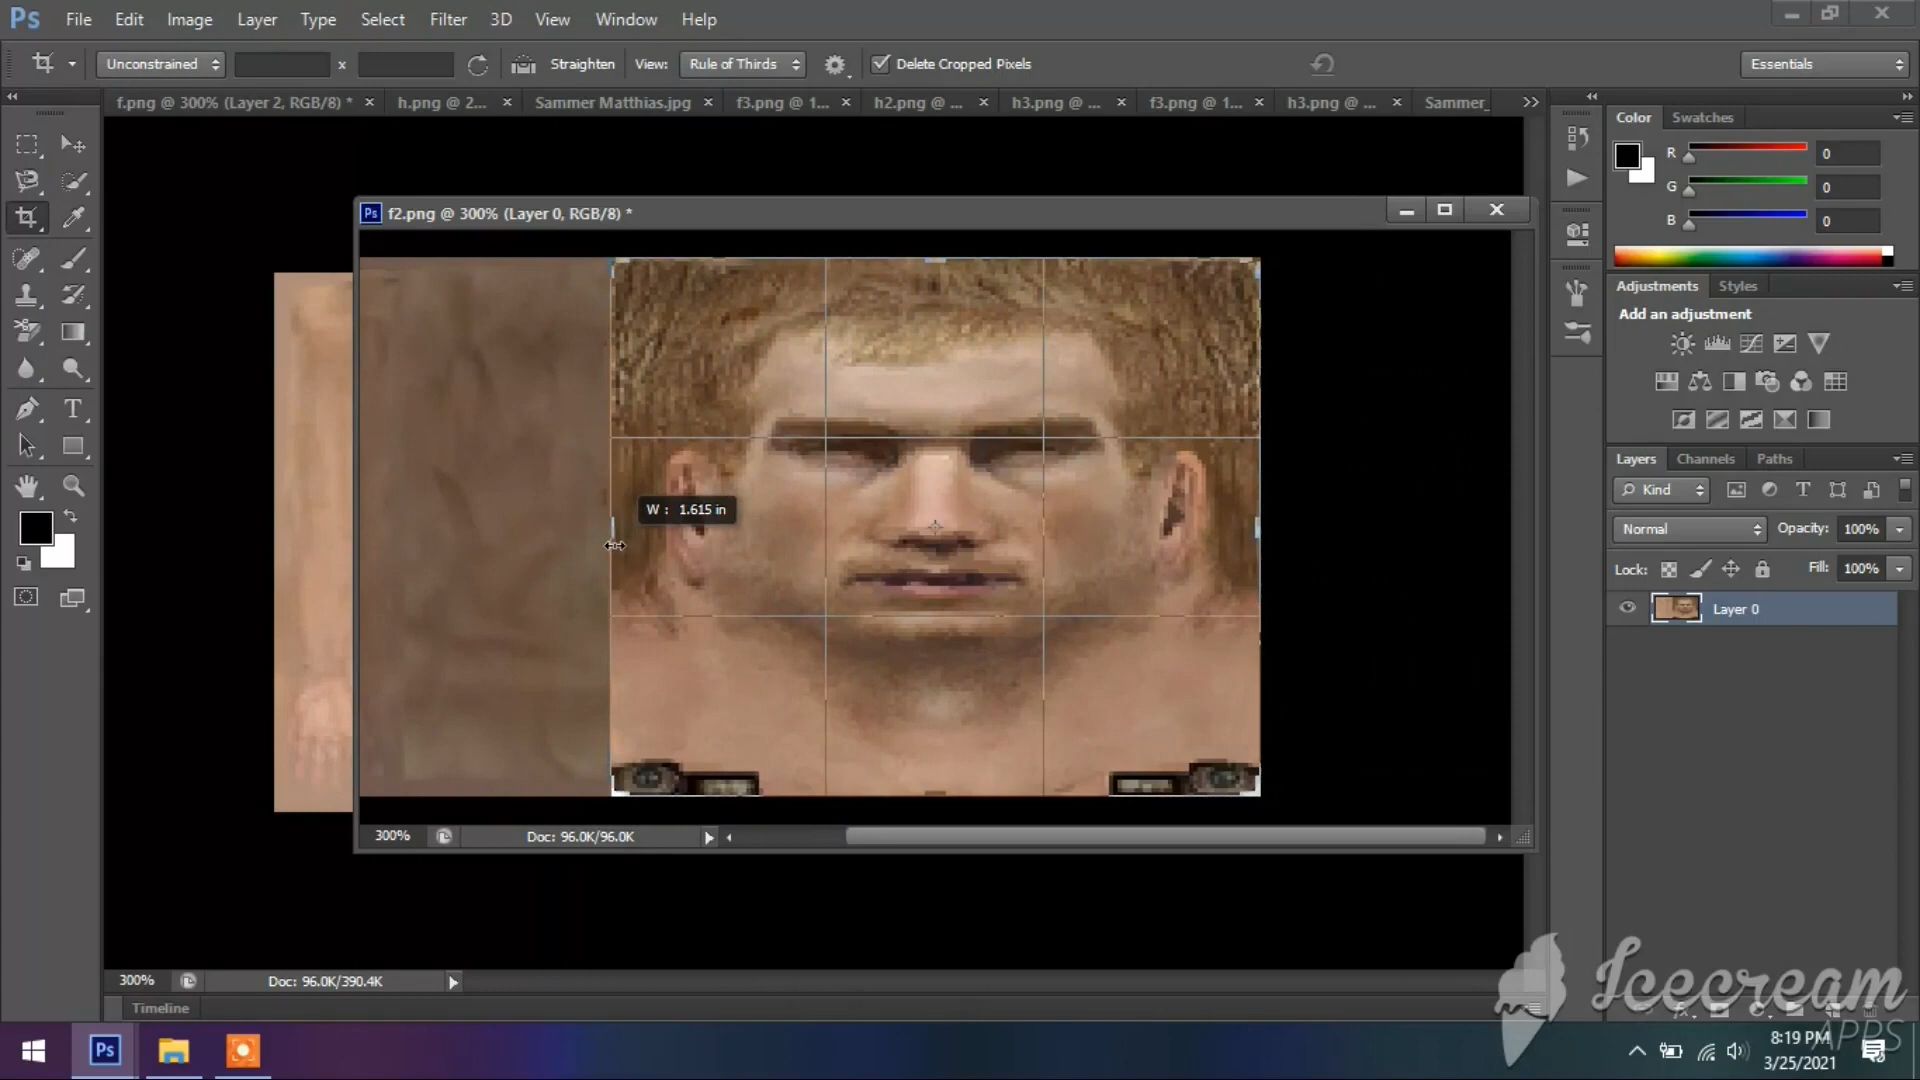 Ps File Edit Image Layer Type Select Filter 3D View Window Help
Unconstrained x Straighten View: Rule of Thirds Delete Cropped Pixels Essentials
f.png @ 300% (Layer 2, RGB/8) * h.png @ 2... Sammer Matthias.jpg f3.png @ 1... h2.png @ ... h3.png @ ... f3.png @ 1... h3.png @ ... Sammer_
Color Swatches
R 0
G 0
B 0
Ps f2.png @ 300% (Layer 0, RGB/8) *
Adjustments Styles
Add an adjustment
Layers Channels Paths
Kind
W : 1.615 in
Normal Opacity: 100%
Lock: Fill: 100%
Layer 0
300% Doc: 96.0K/96.0K
300% Doc: 96.0K/390.4K
Timeline
Icecream
APPS
Ps
8:19 PM
3/25/2021